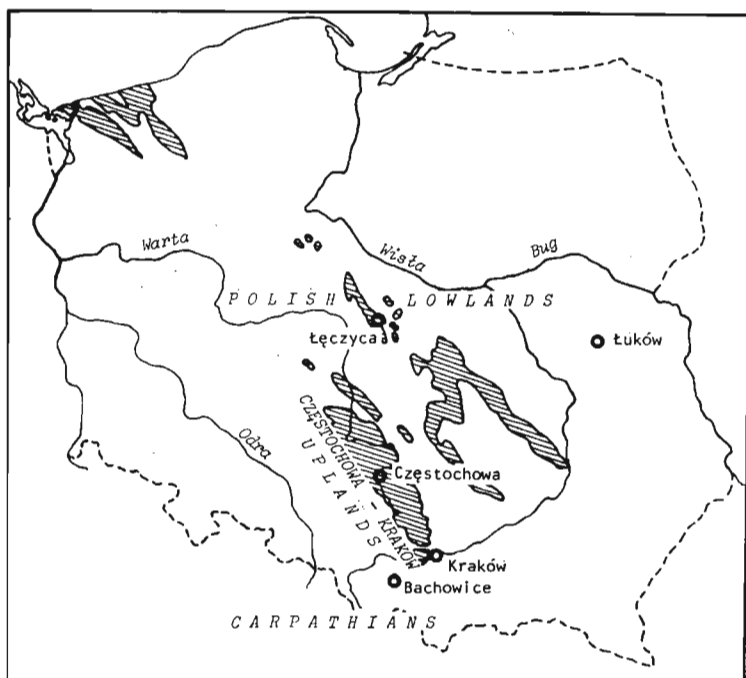 Warta
Wisła
Bug
POLISH LOWLANDS
Łęczyca
Łuków
Odra
CZĘSTOCHOWA - KRAKÓW
UPLANDS
Częstochowa
Kraków
Bachowice
CARPATHIANS